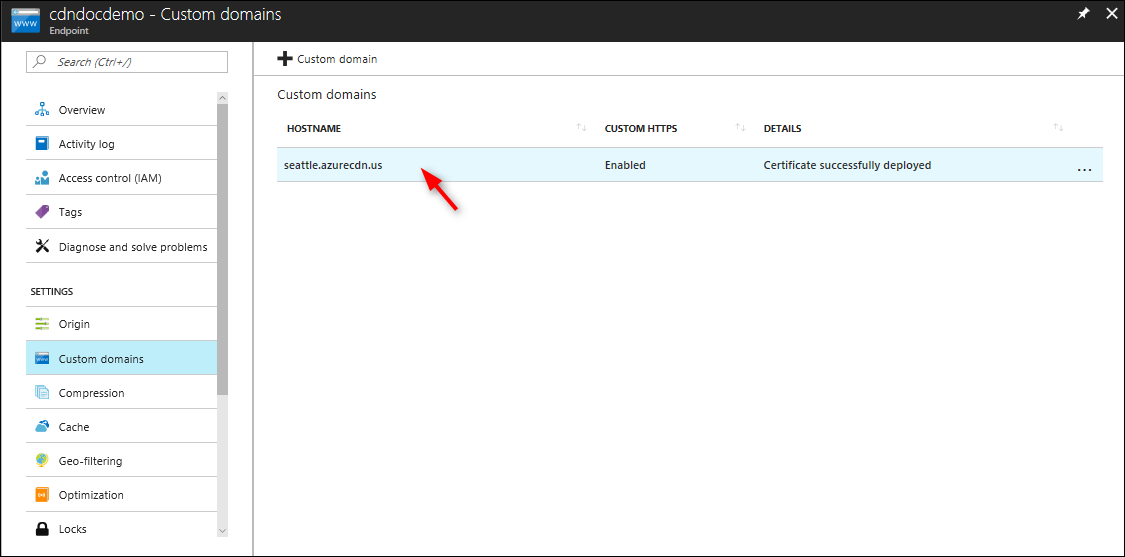 cdndocdemo - Custom domains
Endpoint
Search (Ctrl+/)
Overview
Activity log
Access control (IAM)
Tags
Diagnose and solve problems
SETTINGS
Origin
Custom domains
Compression
Cache
Geo-filtering
Optimization
Locks
Custom domain
Custom domains
HOSTNAME CUSTOM HTTPS DETAILS
seattle.azurecdn.us Enabled Certificate successfully deployed ...